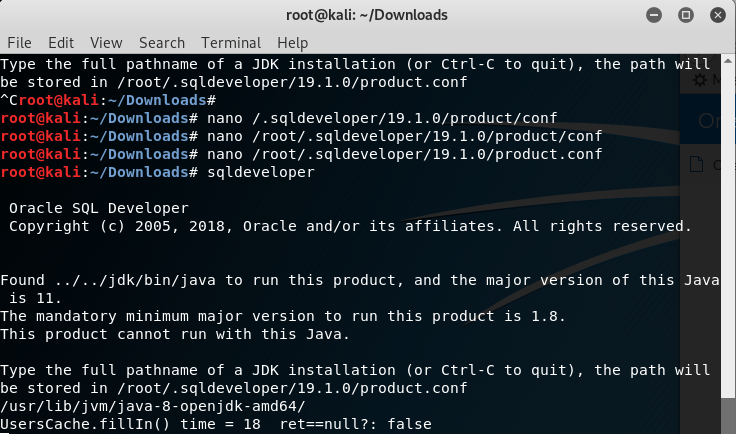 root@kali: ~/Downloads
File Edit View Search Terminal Help
Type the full pathname of a JDK installation (or Ctrl-C to quit), the path will
be stored in /root/.sqldeveloper/19.1.0/product.conf
^Croot@kali:~/Downloads#
root@kali:~/Downloads# nano /.sqldeveloper/19.1.0/product/conf
root@kali:~/Downloads# nano /root/.sqldeveloper/19.1.0/product/conf
root@kali:~/Downloads# nano /root/.sqldeveloper/19.1.0/product.conf
root@kali:~/Downloads# sqldeveloper
Oracle SQL Developer
Copyright (c) 2005, 2018, Oracle and/or its affiliates. All rights reserved.
Found ../../jdk/bin/java to run this product, and the major version of this Java
is 11.
The mandatory minimum major version to run this product is 1.8.
This product cannot run with this Java.
Type the full pathname of a JDK installation (or Ctrl-C to quit), the path will
be stored in /root/.sqldeveloper/19.1.0/product.conf
/usr/lib/jvm/java-8-openjdk-amd64/
UsersCache.fillIn() time = 18  ret==null?: false